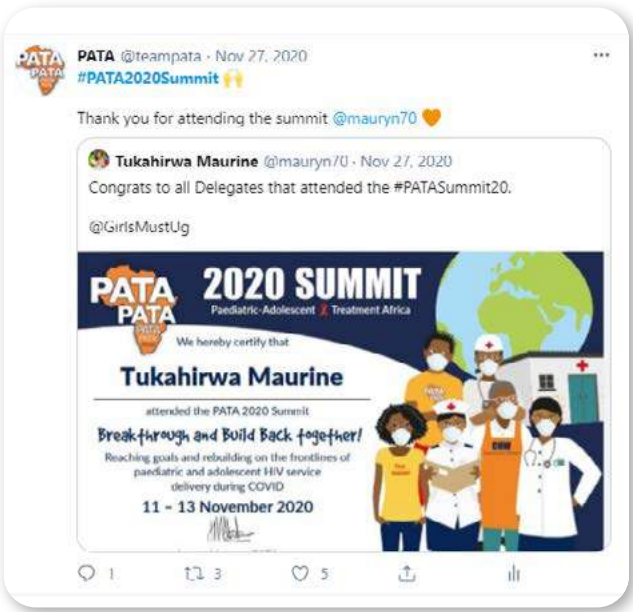 PATA @teampata · Nov 27, 2020
#PATA2020Summit 🙌
Thank you for attending the summit @mauryn70 🧡
Tukahirwa Maurine @mauryn70 · Nov 27, 2020
Congrats to all Delegates that attended the #PATASummit20.
@GirlsMustUg
PATA
PATA
PATA
2020 SUMMIT
Paediatric-Adolescent Treatment Africa
We hereby certify that
Tukahirwa Maurine
attended the PATA 2020 Summit
Breakthrough and Build Back together!
Reaching goals and rebuilding on the frontlines of
paediatric and adolescent HIV service
delivery during COVID
11 – 13 November 2020
PATA
CHW
1
3
5